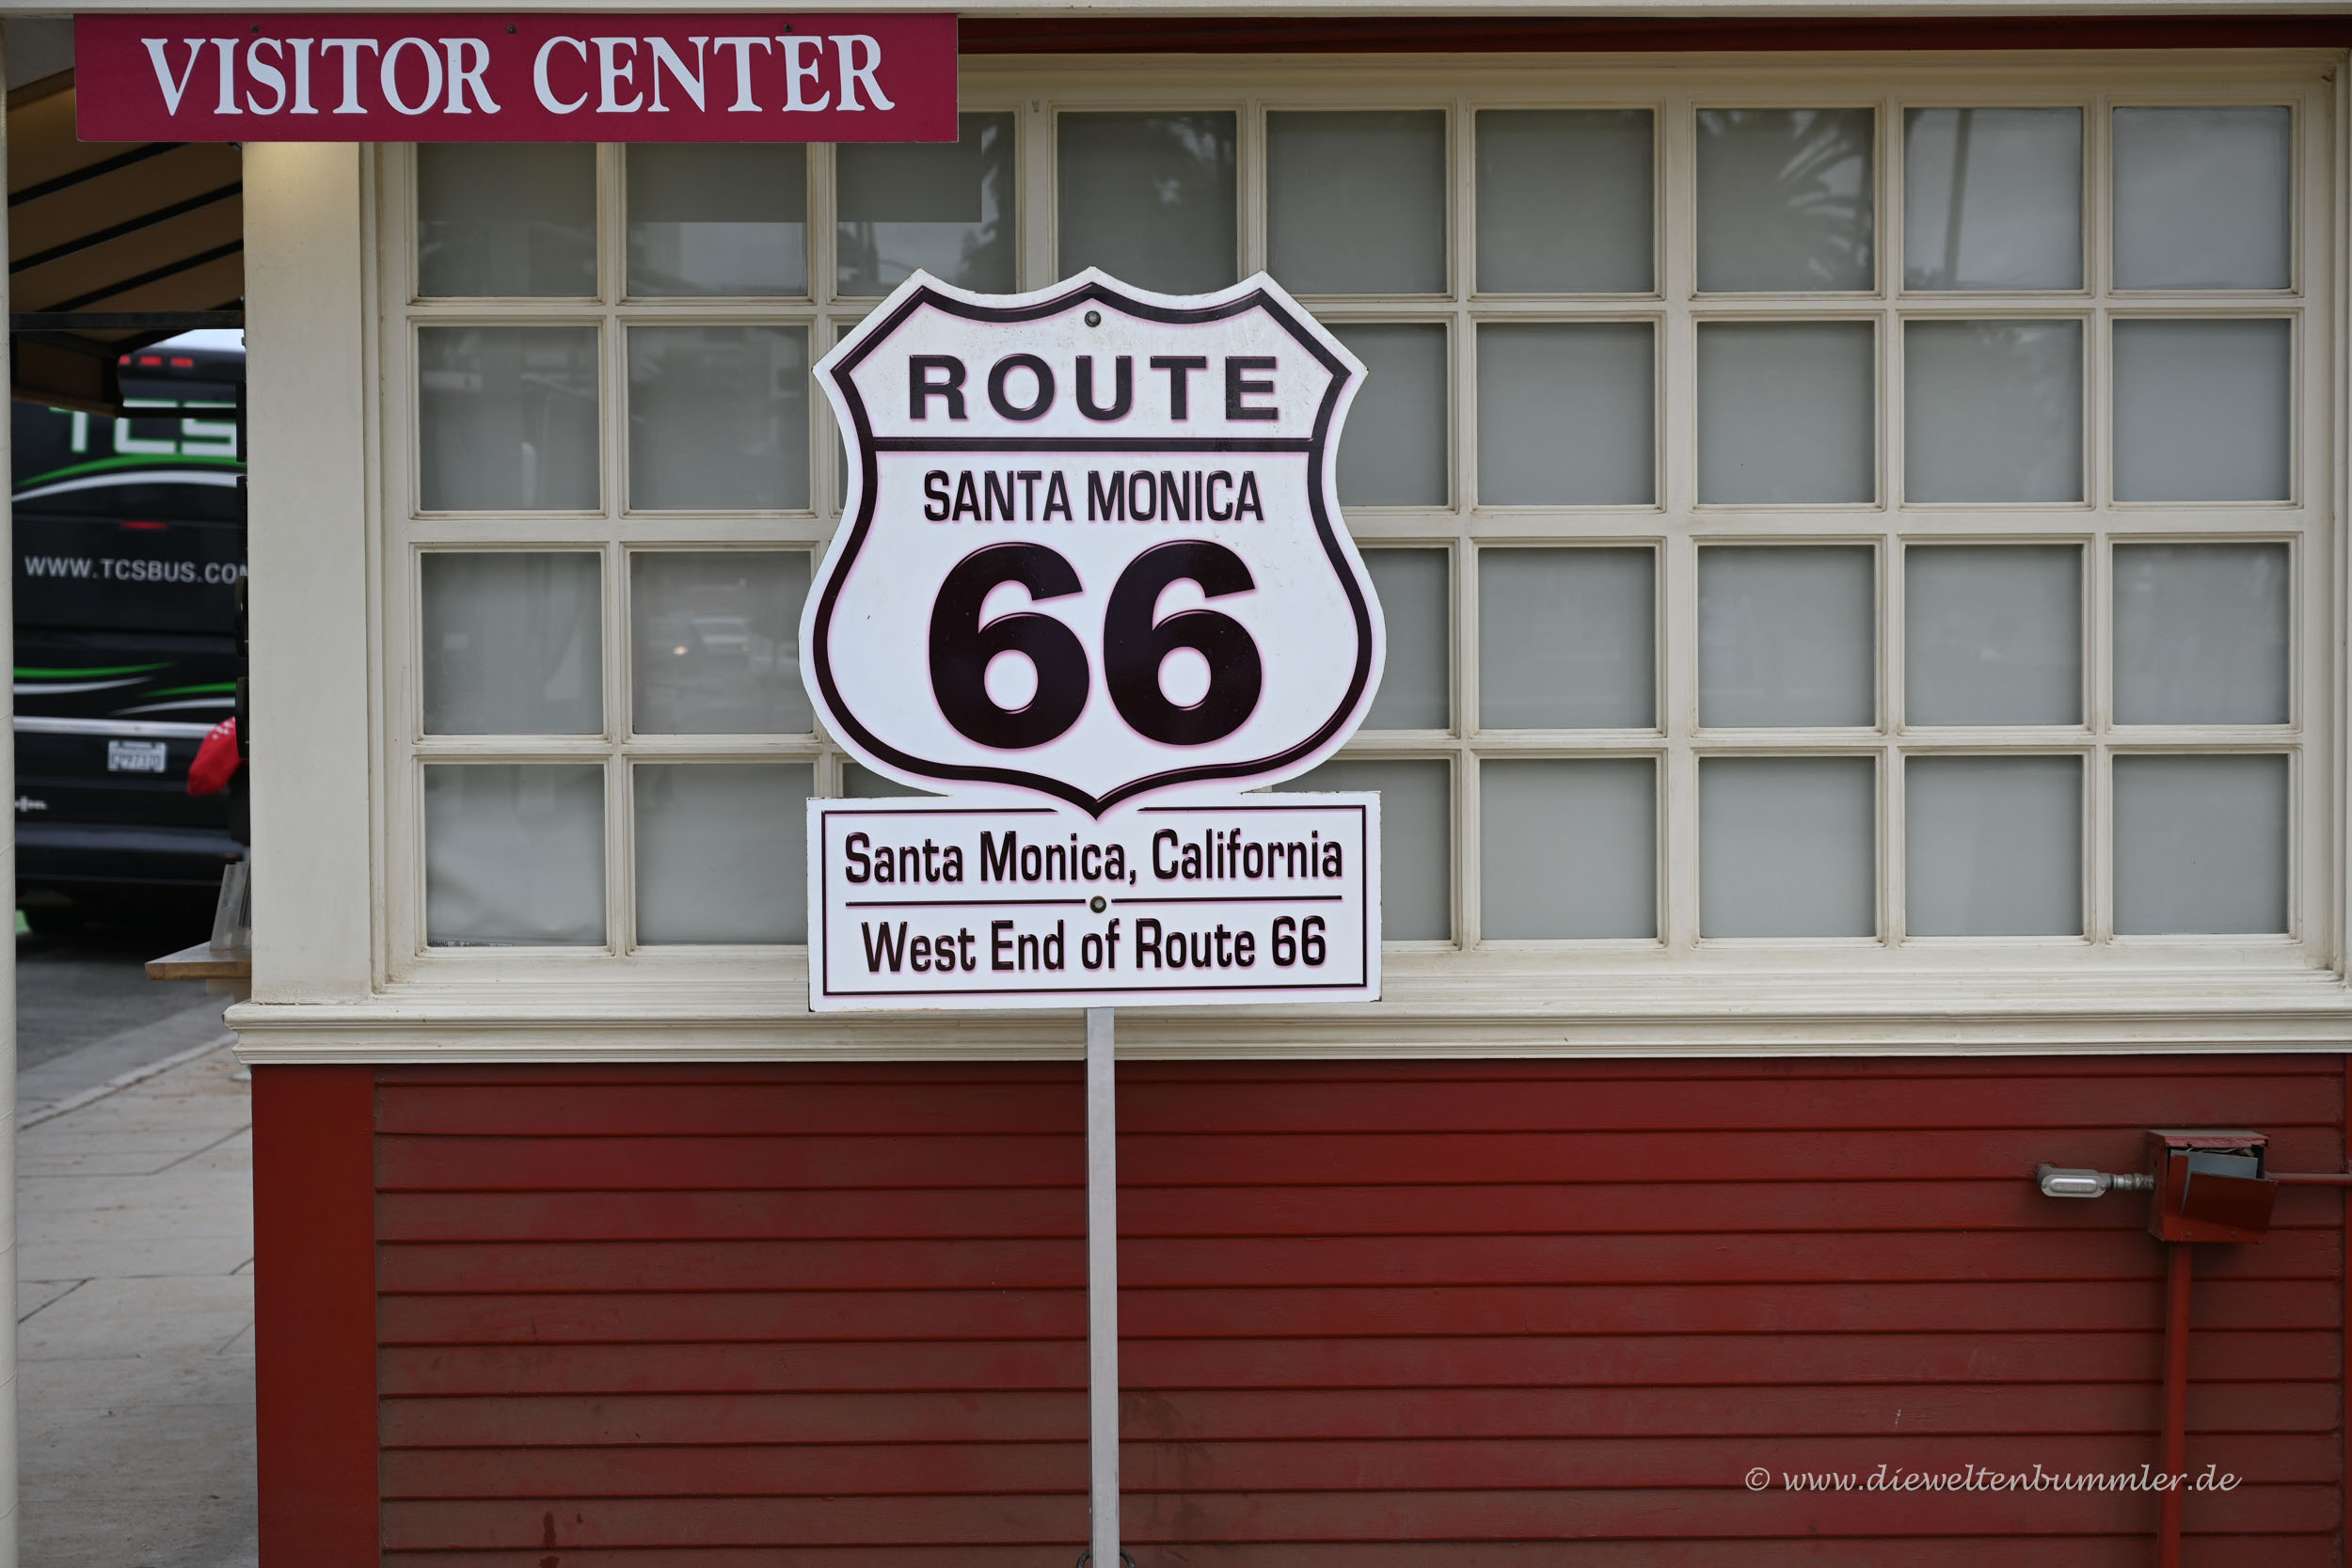 VISITOR CENTER
ROUTE
SANTA MONICA
66
Santa Monica, California
West End of Route 66
TCS
WWW.TCSBUS.CO
© www.dieweltenbummler.de